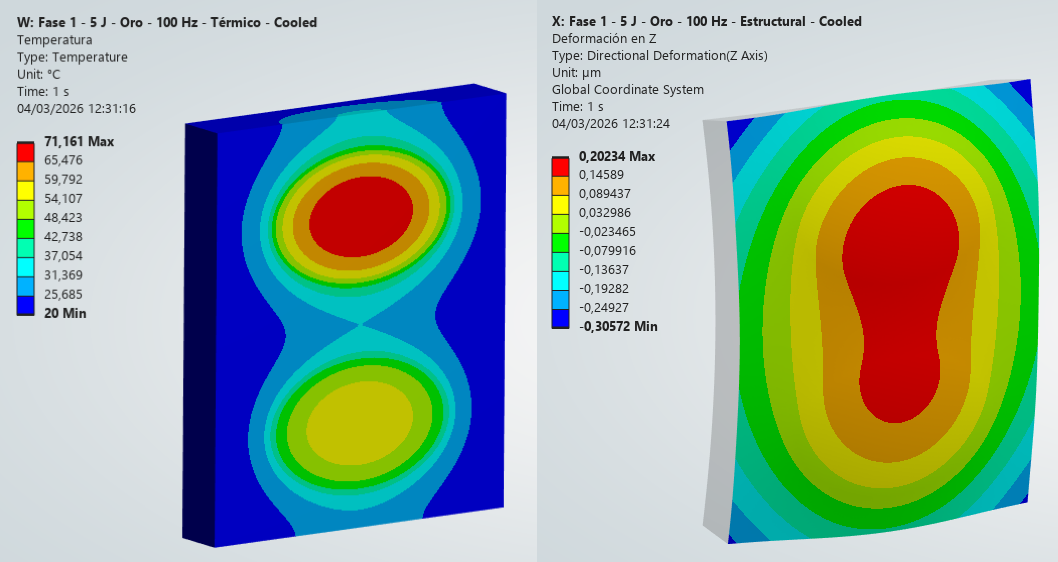 W: Fase 1 - 5 J - Oro - 100 Hz - Térmico - Cooled
Temperatura
Type: Temperature
Unit: °C
Time: 1 s
04/03/2026 12:31:16
71,161 Max
65,476
59,792
54,107
48,423
42,738
37,054
31,369
25,685
20 Min
X: Fase 1 - 5 J - Oro - 100 Hz - Estructural - Cooled
Deformación en Z
Type: Directional Deformation(Z Axis)
Unit: µm
Global Coordinate System
Time: 1 s
04/03/2026 12:31:24
0,20234 Max
0,14589
0,089437
0,032986
-0,023465
-0,079916
-0,13637
-0,19282
-0,24927
-0,30572 Min